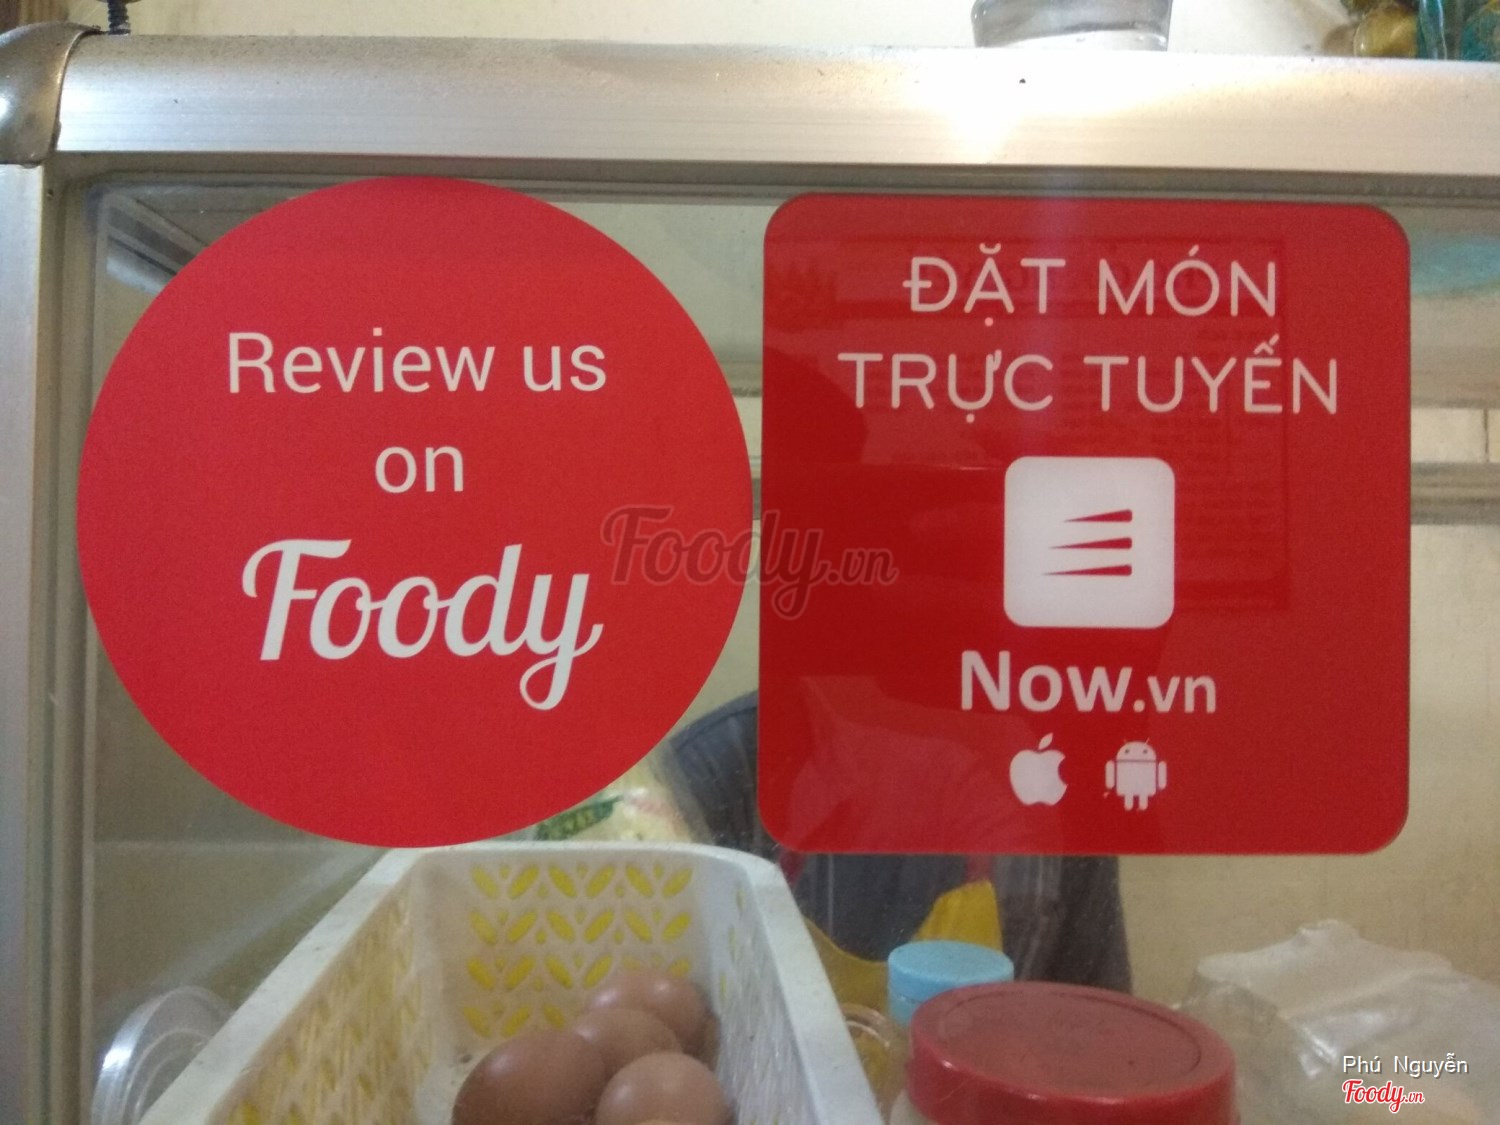 Review us
on
Foody
ĐẶT MÓN
TRỰC TUYẾN
Now.vn
Foody.vn
Phú Nguyễn
Foody.vn